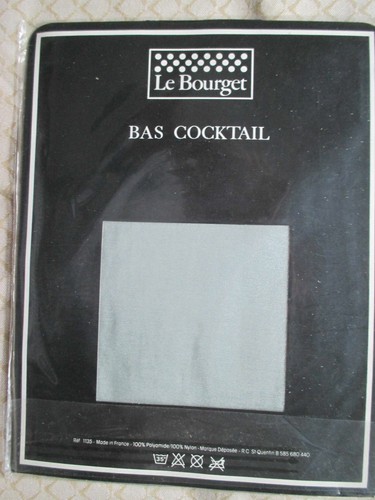 Le Bourget
BAS COCKTAIL
Réf. 1135 - Made in France - 100% Polyamide/100% Nylon - Marque Déposée - R.C. St-Quentin B 585 680 440